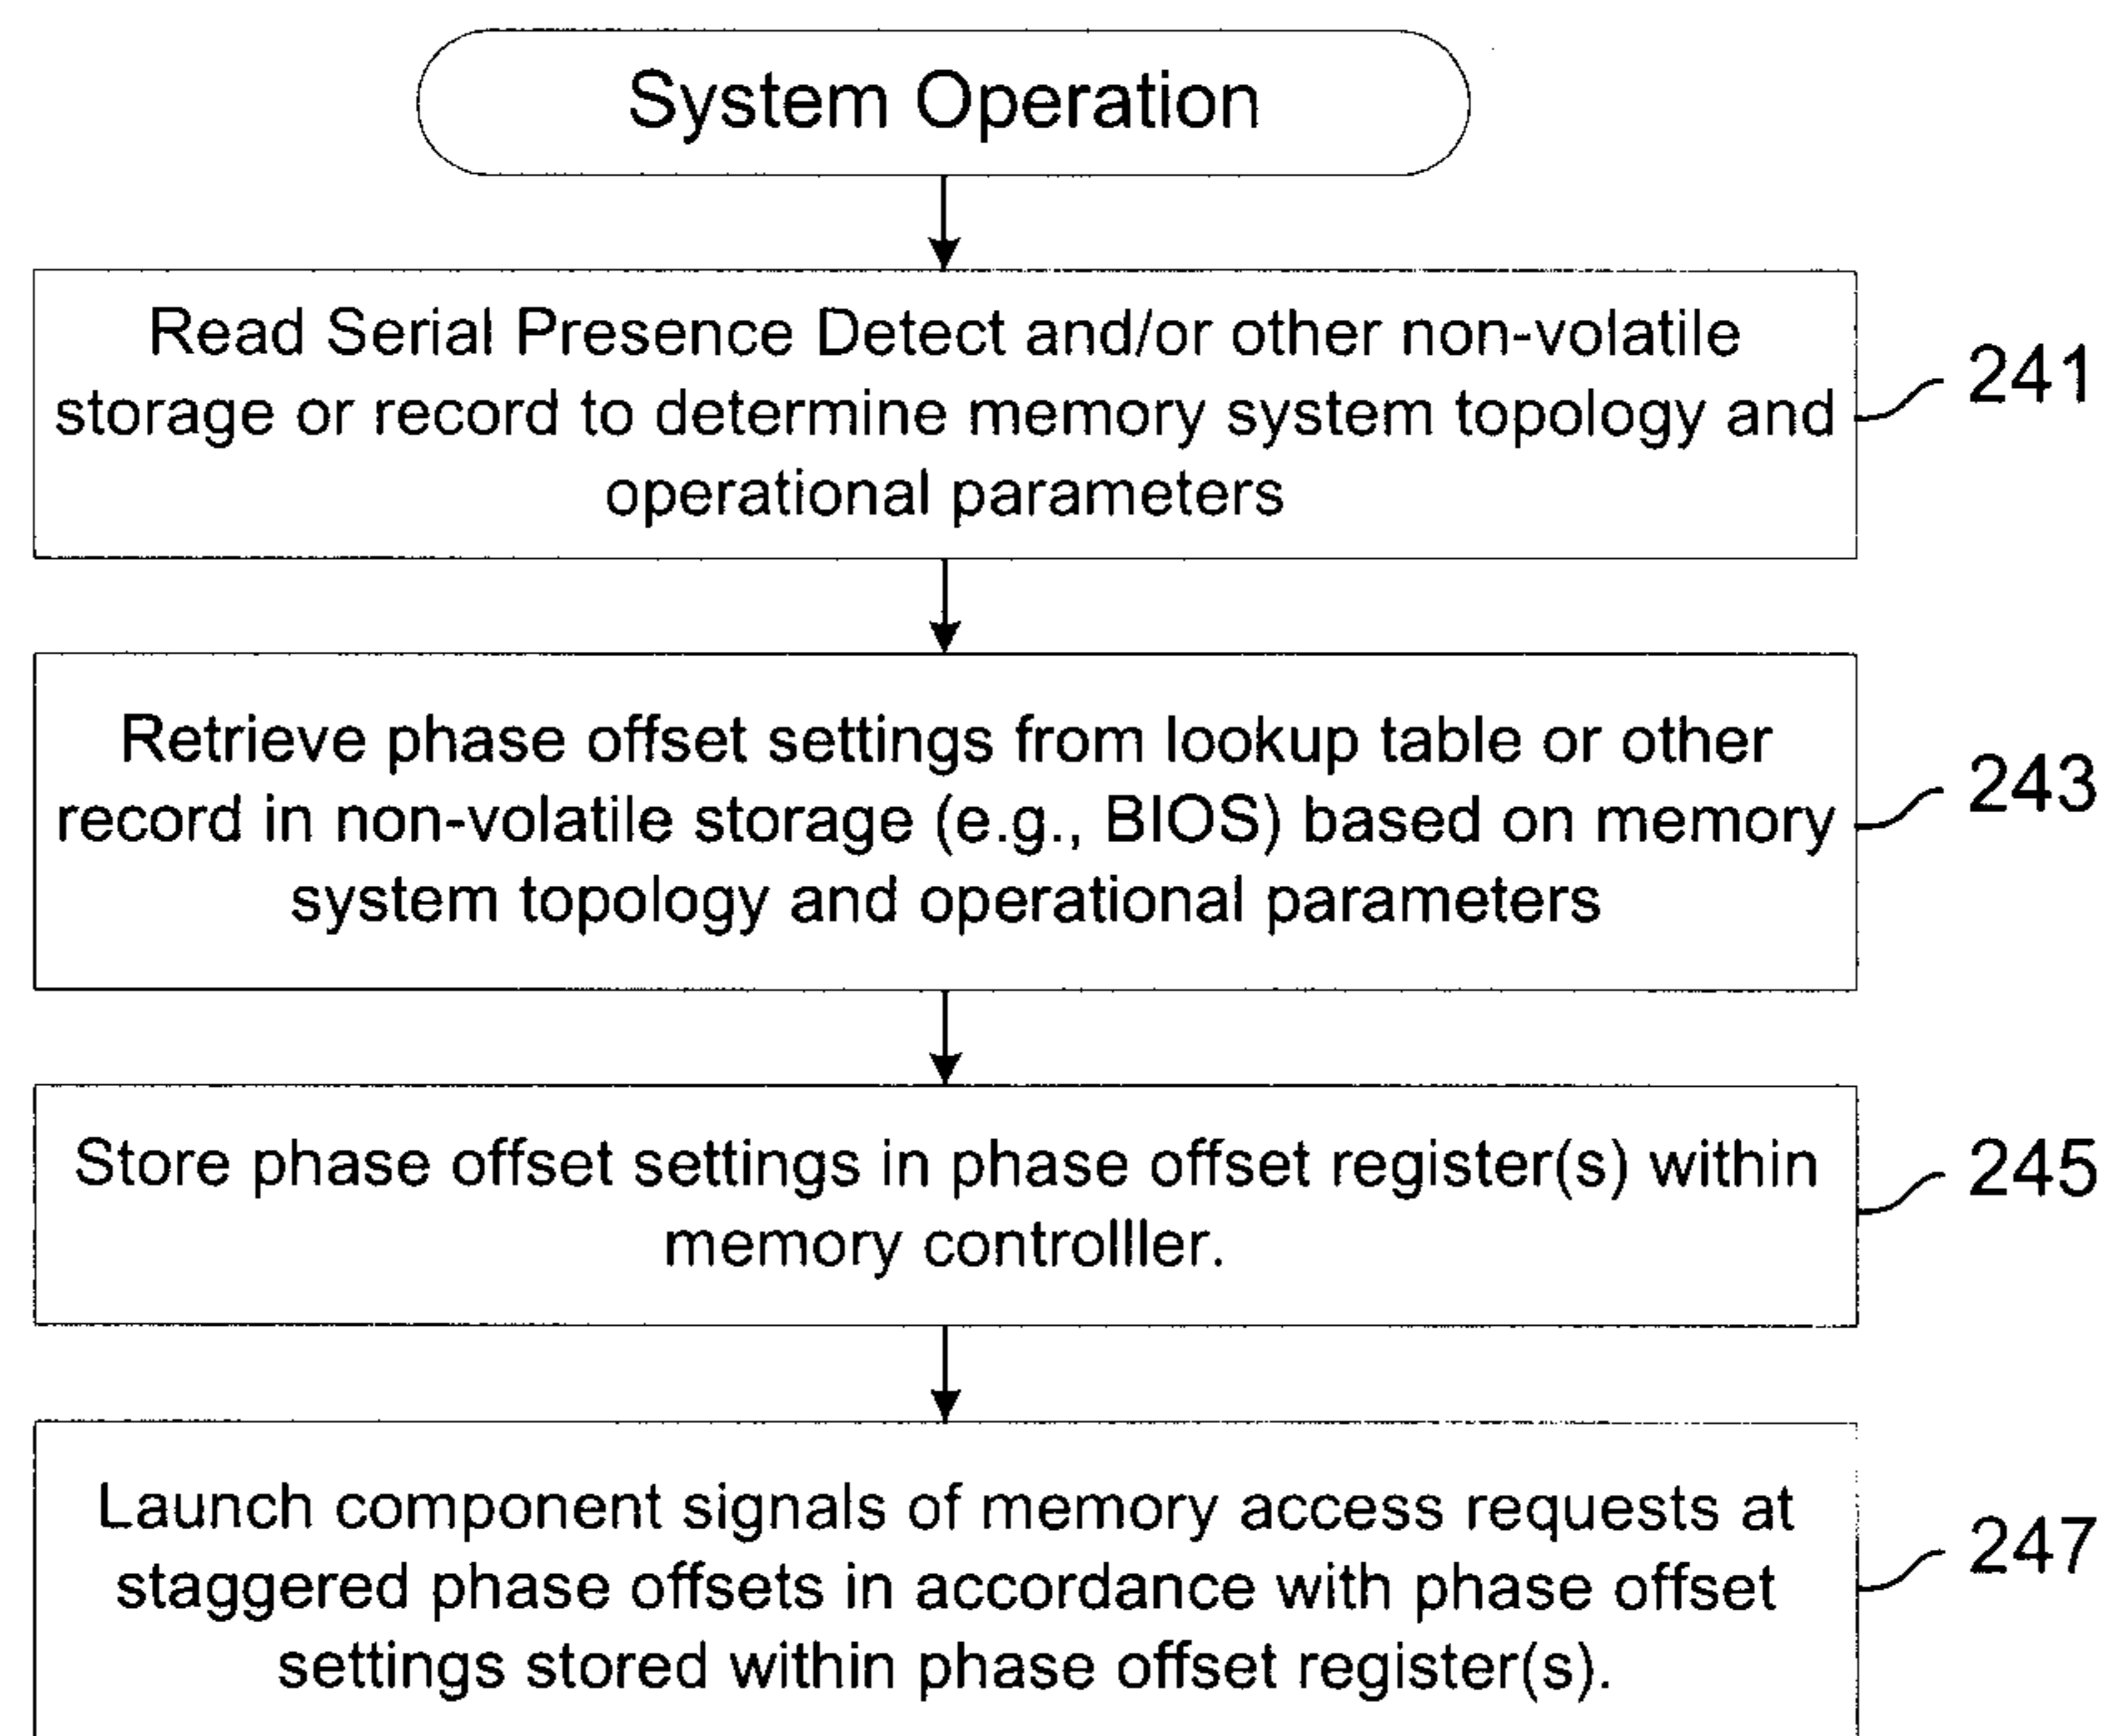 System Operation
Read Serial Presence Detect and/or other non-volatile
storage or record to determine memory system topology and
operational parameters
241
Retrieve phase offset settings from lookup table or other
record in non-volatile storage (e.g., BIOS) based on memory
system topology and operational parameters
243
Store phase offset settings in phase offset register(s) within
memory controlller.
245
Launch component signals of memory access requests at
staggered phase offsets in accordance with phase offset
settings stored within phase offset register(s).
247